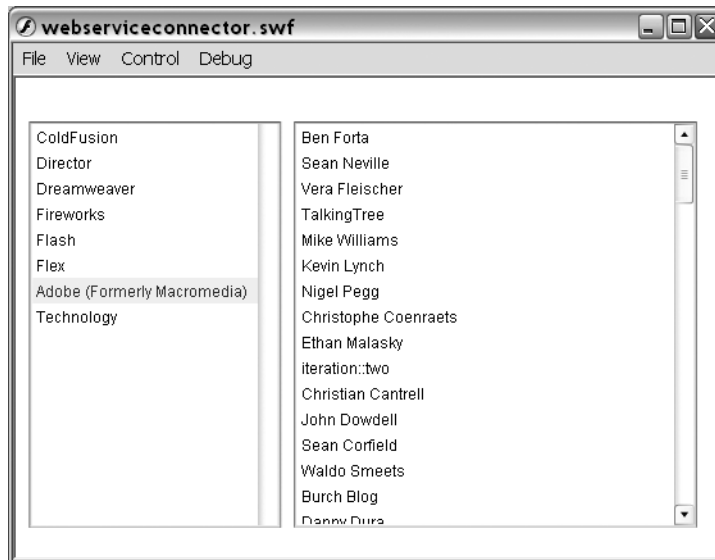 webserviceconnector.swf
File View Control Debug
ColdFusion
Director
Dreamweaver
Fireworks
Flash
Flex
Adobe (Formerly Macromedia)
Technology
Ben Forta
Sean Neville
Vera Fleischer
TalkingTree
Mike Williams
Kevin Lynch
Nigel Pegg
Christophe Coenraets
Ethan Malasky
iteration::two
Christian Cantrell
John Dowdell
Sean Corfield
Waldo Smeets
Burch Blog
Danny Dura